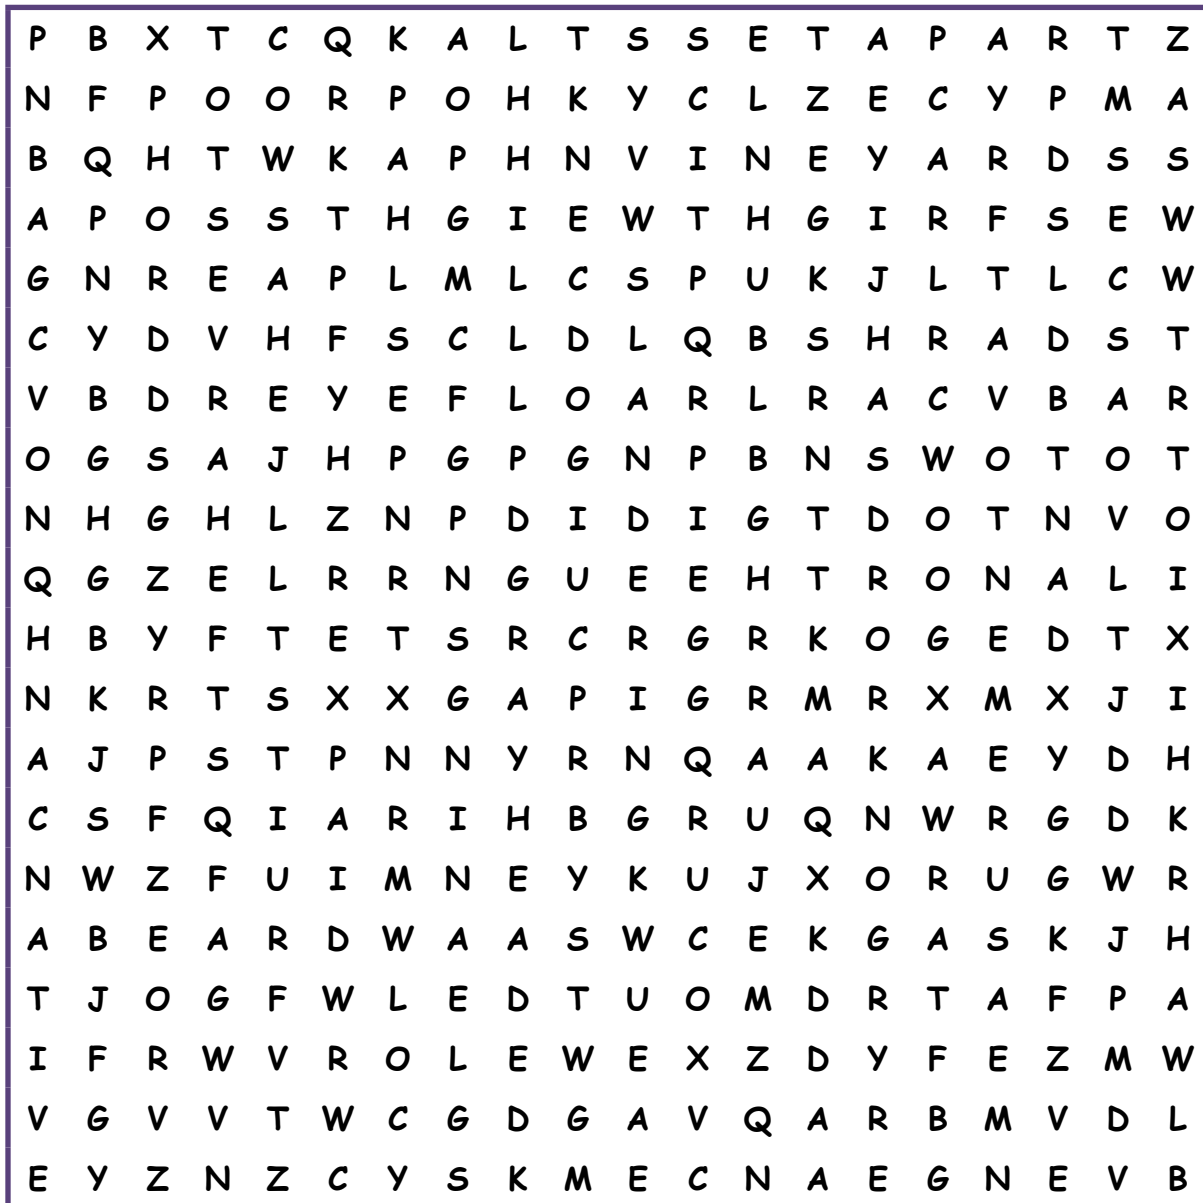 P B X T C Q K A L T S S E T A P A R T Z
N F P O O R P O H K Y C L Z E C Y P M A
B Q H T W K A P H N V I N E Y A R D S S
A P O S S T H G I E W T H G I R F S E W
G N R E A P L M L C S P U K J L T L C W
C Y D V H F S C L D L Q B S H R A D S T
V B D R E Y E F L O A R L R A C V B A R
O G S A J H P G P G N P B N S W O T O T
N H G H L Z N P D I D I G T D O T N V O
Q G Z E L R R N G U E E H T R O N A L I
H B Y F T E T S R C R G R K O G E D T X
N K R T S X X G A P I G R M R X M X J I
A J P S T P N N Y R N Q A A K A E Y D H
C S F Q I A R I H B G R U Q N W R G D K
N W Z F U I M N E Y K U J X O R U G W R
A B E A R D W A A S W C E K G A S K J H
T J O G F W L E D T U O M D R T A F P A
I F R W V R O L E W E X Z D Y F E Z M W
V G V V T W C G D G A V Q A R B M V D L
E Y Z N Z C Y S K M E C N A E G N E V B